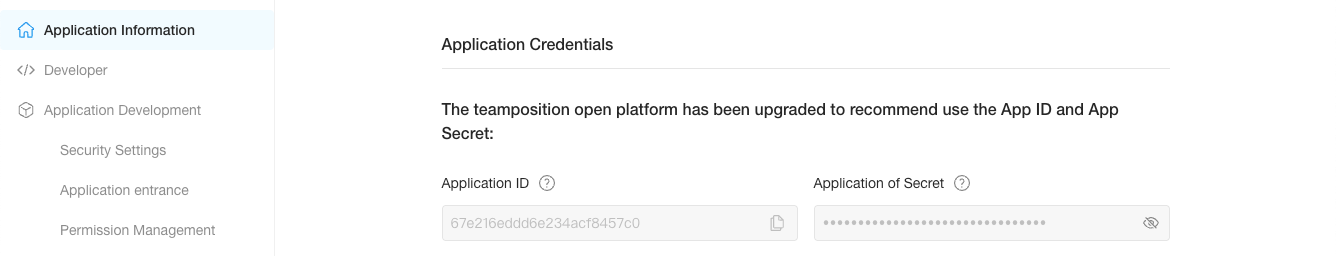 Application Information
Developer
Application Development
Security Settings
Application entrance
Permission Management
Application Credentials
The teamposition open platform has been upgraded to recommend use the App ID and App
Secret:
Application ID
Application of Secret
67e216eddd6e234acf8457c0
••••••••••••••••••••••••••••••••